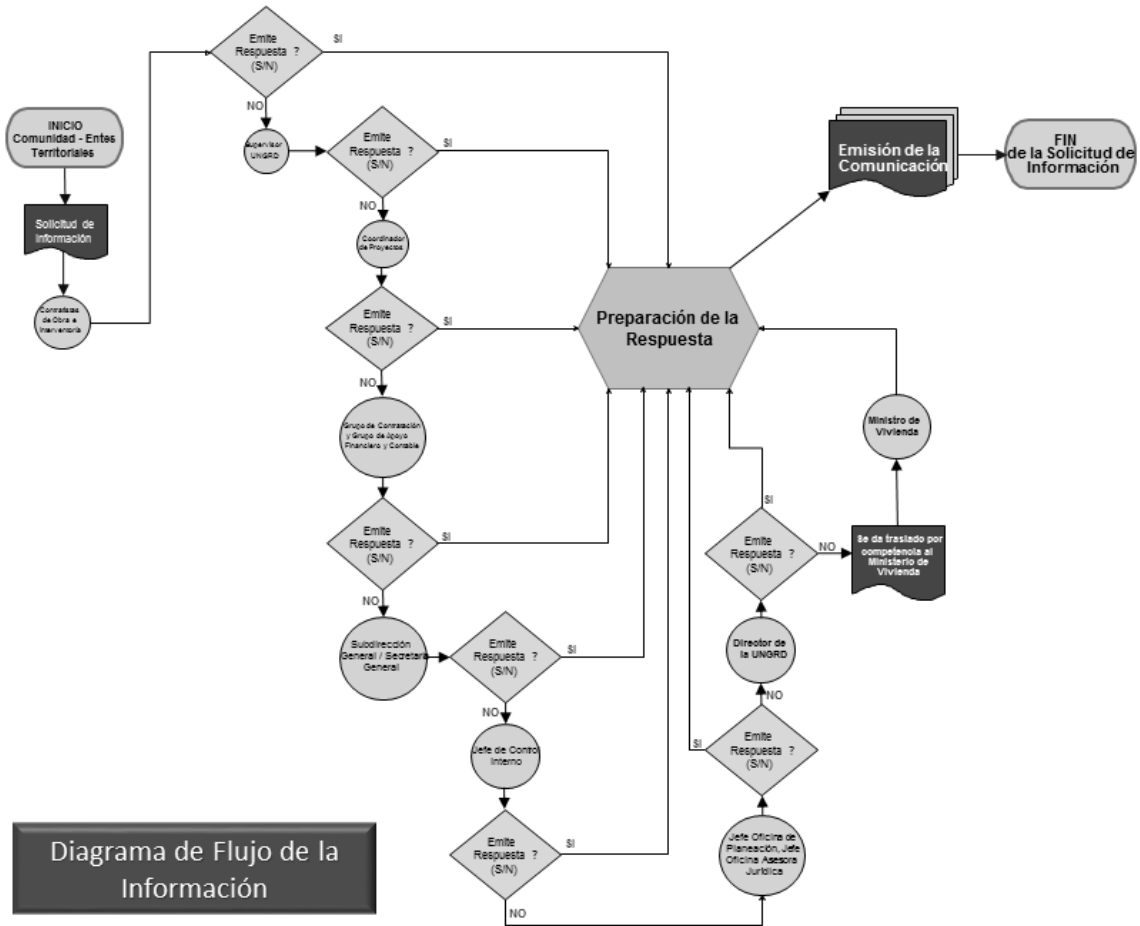 Emite
Respuesta ?
(S/N)
SI
NO
INICIO
Comunidad - Entes
Territoriales
Solicitud de
Información
Contratistas
de Obra e
Interventoría
Supervisor
UNGRD
Emite
Respuesta ?
(S/N)
SI
NO
Coordinador
de Proyectos
Emite
Respuesta ?
(S/N)
SI
NO
Grupo de Contratación
y Grupo de Apoyo
Financiero y Contable
Emite
Respuesta ?
(S/N)
SI
NO
Subdirección
General / Secretaría
General
Emite
Respuesta ?
(S/N)
SI
NO
Jefe de Control
Interno
Emite
Respuesta ?
(S/N)
SI
NO
Jefe Oficina de
Planeación, Jefe
Oficina Asesora
Jurídica
Emite
Respuesta ?
(S/N)
SI
NO
Director de
la UNGRD
Emite
Respuesta ?
(S/N)
SI
NO
Se da traslado por
competencia al
Ministerio de
Vivienda
Ministro de
Vivienda
Preparación de la
Respuesta
Emisión de la
Comunicación
FIN
de la Solicitud de
Información
Diagrama de Flujo de la
Información